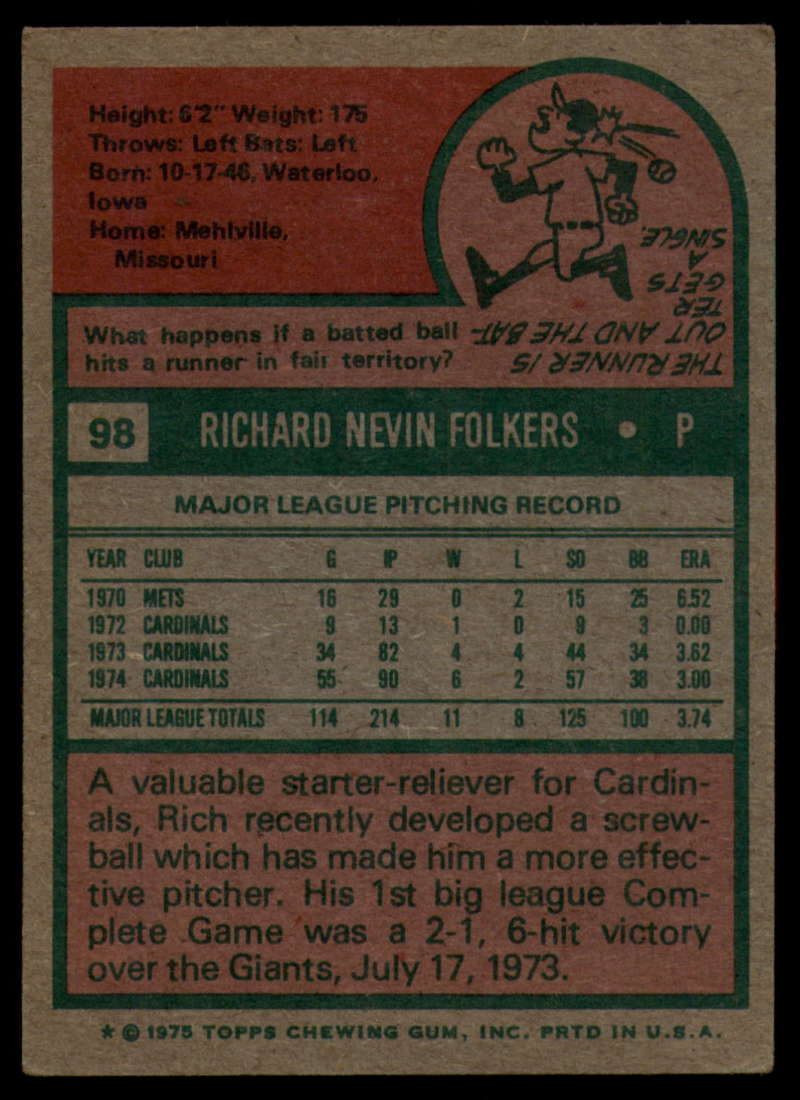 Height: 6'2" Weight: 175
Throws: Left Bats: Left
Born: 10-17-46, Waterloo,
Iowa
Home: Mehlville,
Missouri
What happens if a batted ball
hits a runner in fair territory?
THE RUNNER IS
OUT AND THE BAT-
TER
GETS
A
SINGLE.
98 RICHARD NEVIN FOLKERS • P
MAJOR LEAGUE PITCHING RECORD
YEAR CLUB G IP W L SO BB ERA
1970 METS 16 29 0 2 15 25 6.52
1972 CARDINALS 9 13 1 0 9 3 0.00
1973 CARDINALS 34 82 4 4 44 34 3.62
1974 CARDINALS 55 90 6 2 57 38 3.00
MAJOR LEAGUE TOTALS 114 214 11 8 125 100 3.74
A valuable starter-reliever for Cardin-
als, Rich recently developed a screw-
ball which has made him a more effec-
tive pitcher. His 1st big league Com-
plete Game was a 2-1, 6-hit victory
over the Giants, July 17, 1973.
* © 1975 TOPPS CHEWING GUM, INC. PRTD IN U.S.A.